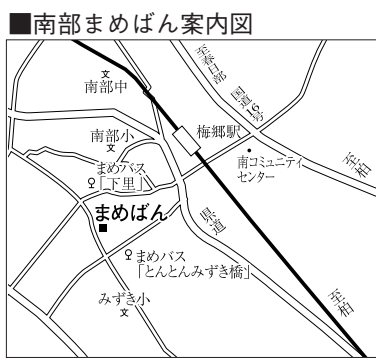 ■南部まめばん案内図
至春日部
文
南部中
国道16号
梅郷駅
南部小
文
南コミュニティ
センター
至柏
まめバス
「下里」
まめばん
県道
まめバス
「とんとんみずき橋」
みずき小
文
至柏